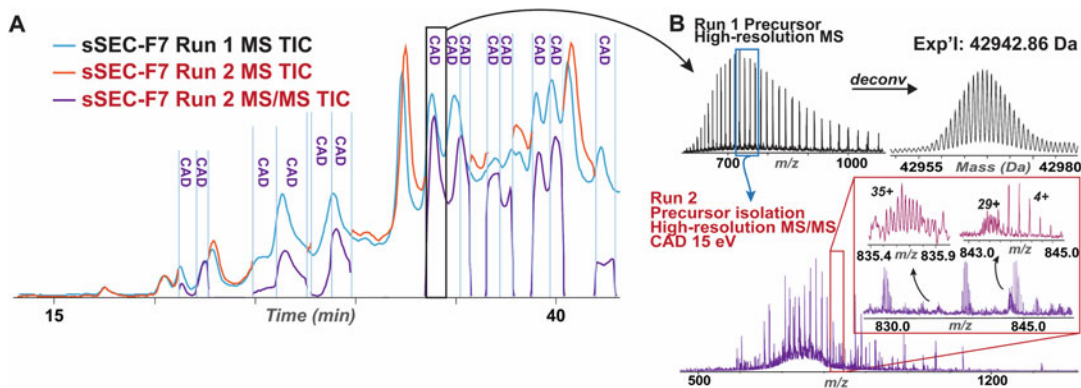 A
sSEC-F7 Run 1 MS TIC
sSEC-F7 Run 2 MS TIC
sSEC-F7 Run 2 MS/MS TIC
CAD
CAD
CAD
CAD
CAD
CAD
CAD
CAD
CAD
CAD
CAD
CAD
CAD
CAD
15
Time (min)
40
B
Run 1 Precursor
High-resolution MS
Exp'l: 42942.86 Da
deconv
700
m/z
1000
42955
Mass (Da)
42980
Run 2
Precursor isolation
High-resolution MS/MS
CAD 15 eV
35+
29+
4+
835.4
m/z
835.9
843.0
m/z
845.0
830.0
m/z
845.0
500
m/z
1200